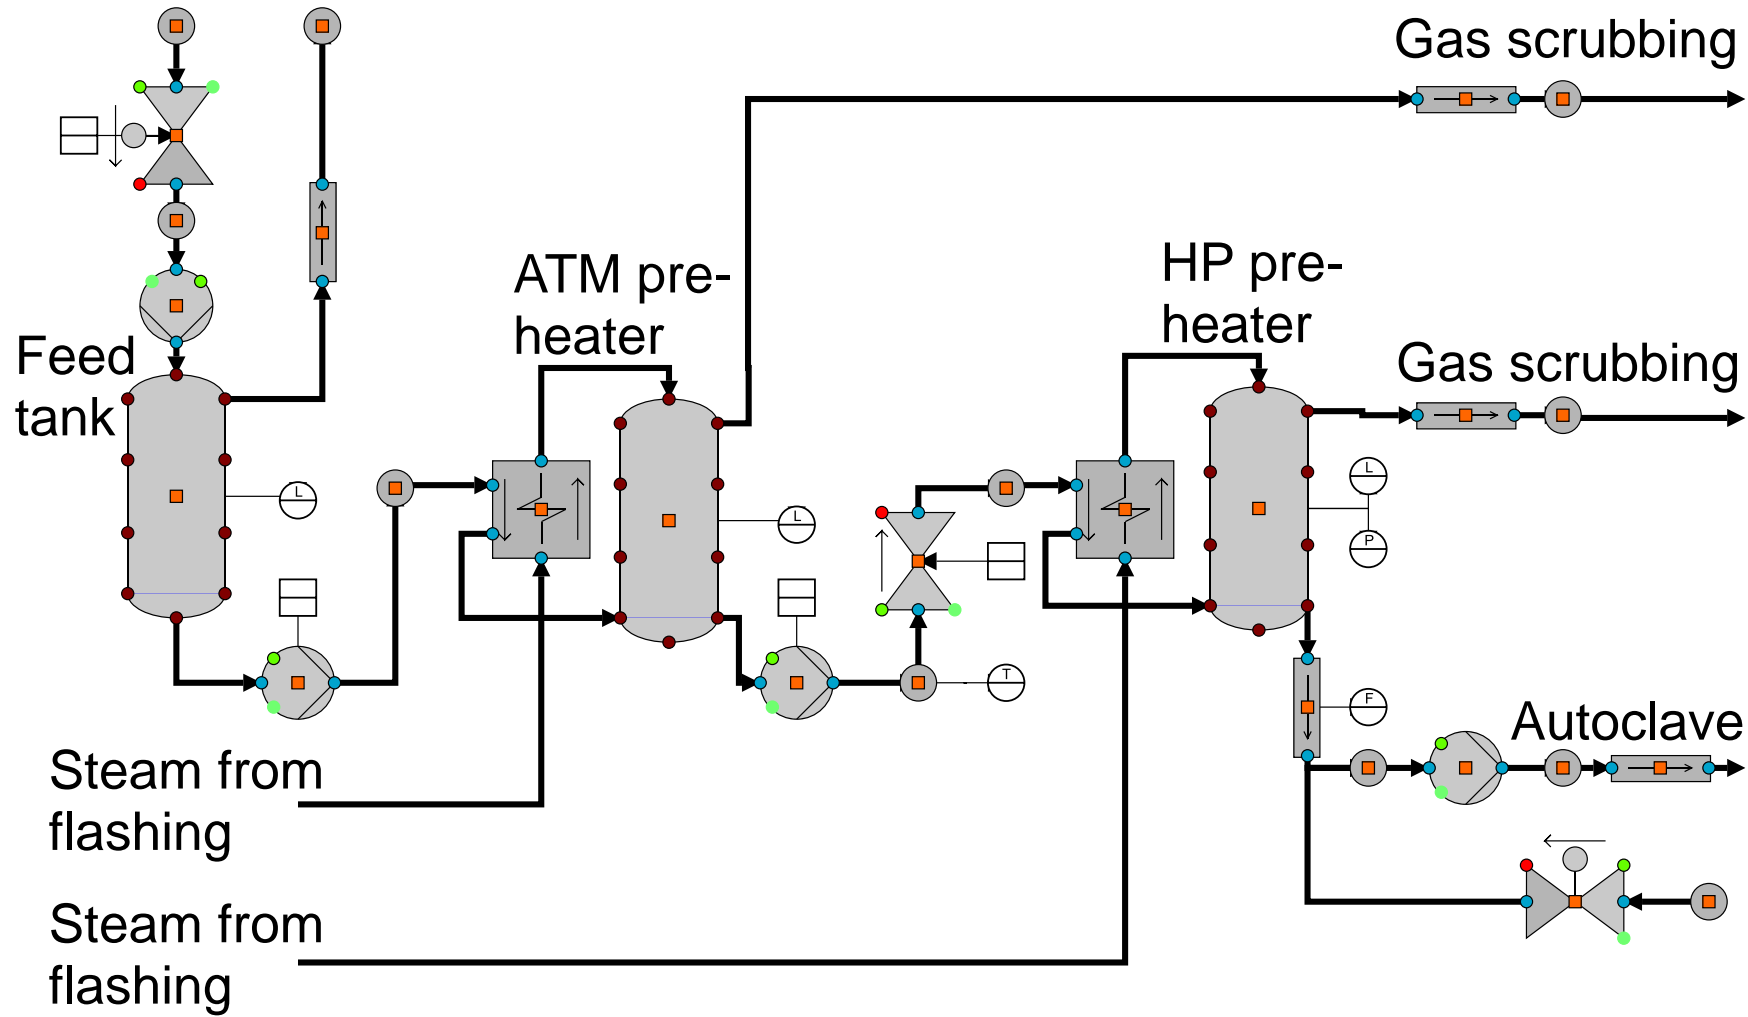 Gas scrubbing
ATM pre-
heater
HP pre-
heater
Feed
tank
Gas scrubbing
L
L
L
P
T
F
Autoclave
Steam from
flashing
Steam from
flashing